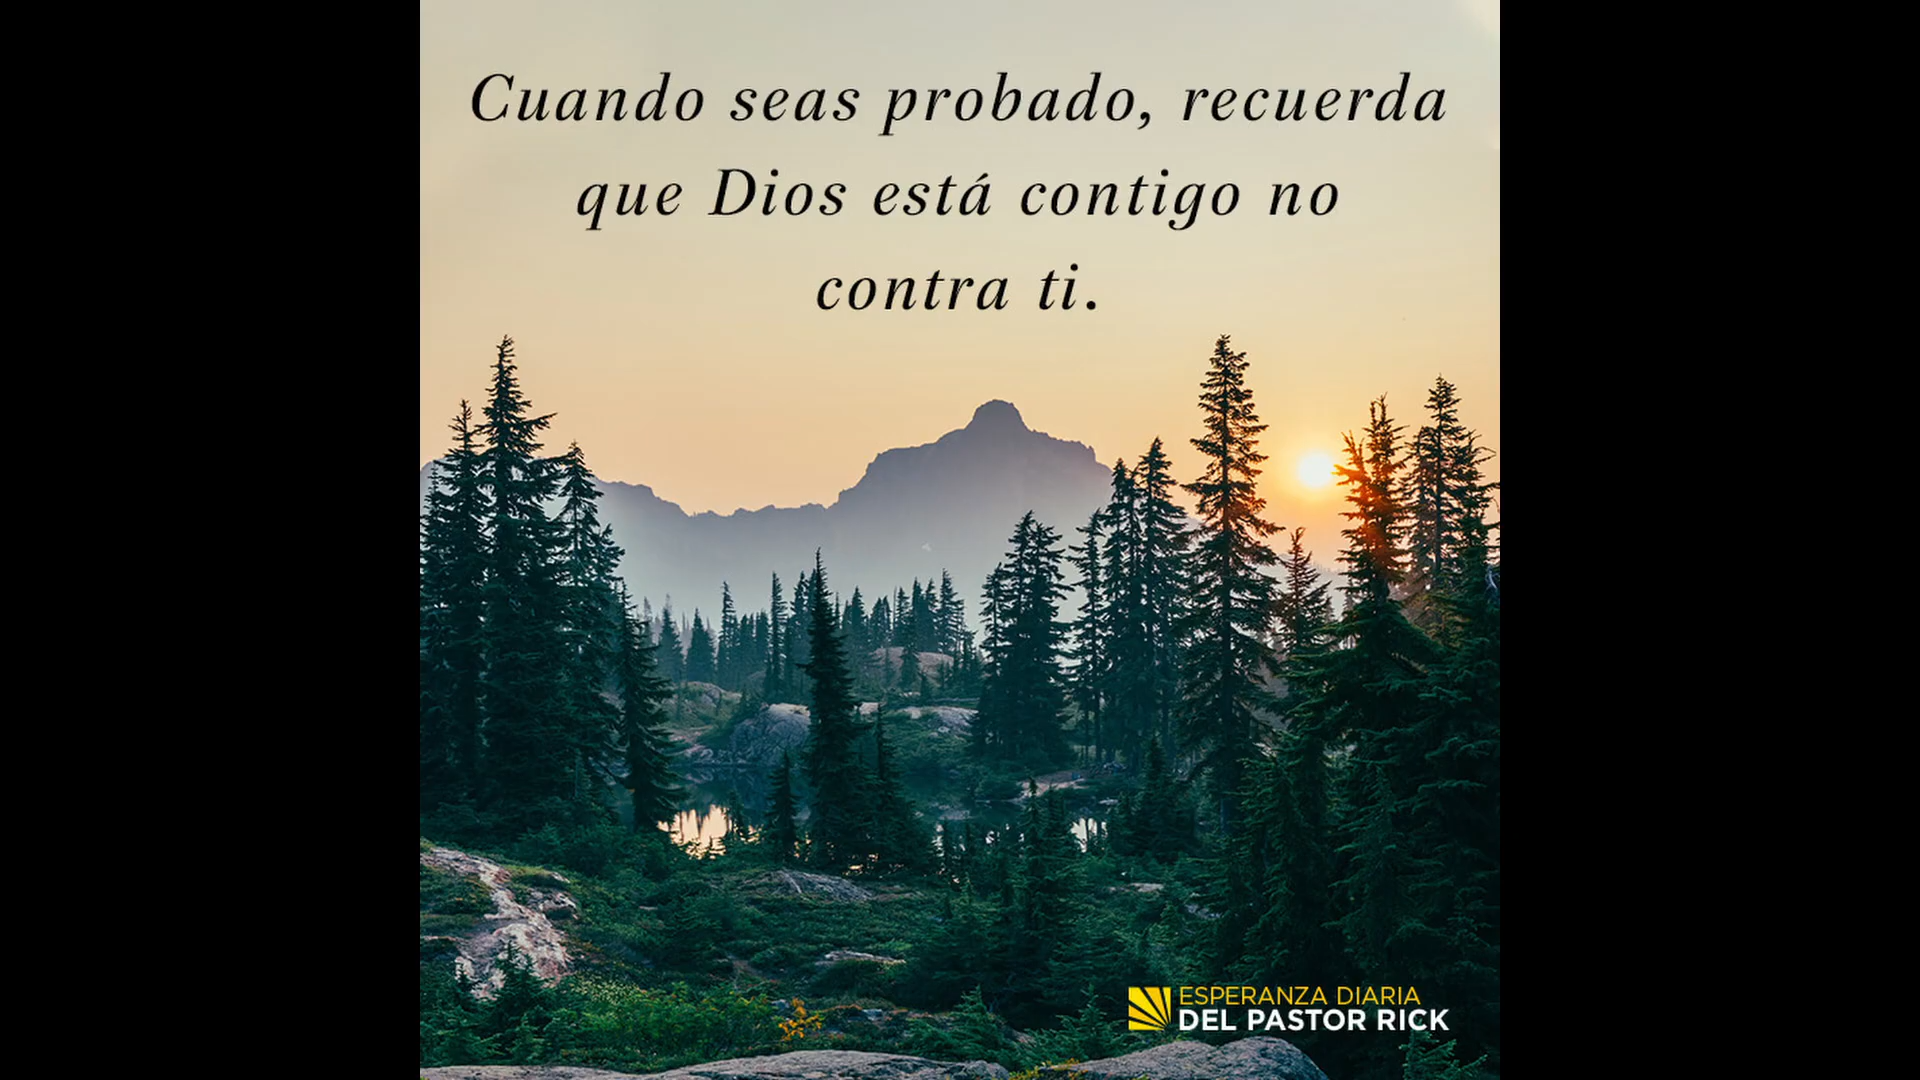 Cuando seas probado, recuerda
que Dios está contigo no
contra ti.
ESPERANZA DIARIA
DEL PASTOR RICK